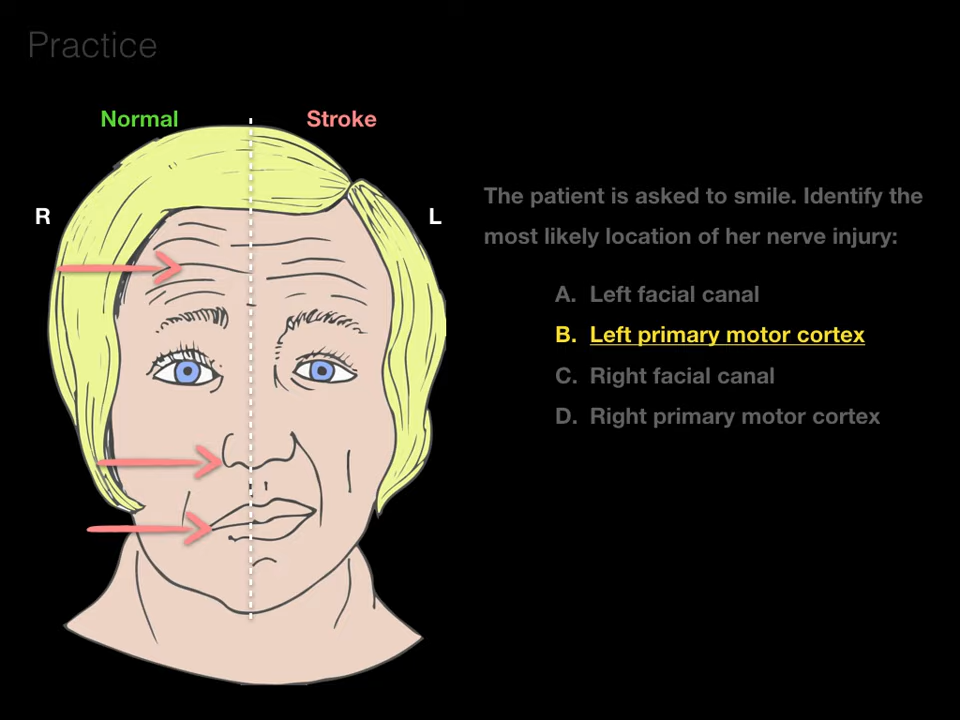 Practice
Normal
Stroke
R
L
The patient is asked to smile. Identify the
most likely location of her nerve injury:
A. Left facial canal
B. Left primary motor cortex
C. Right facial canal
D. Right primary motor cortex